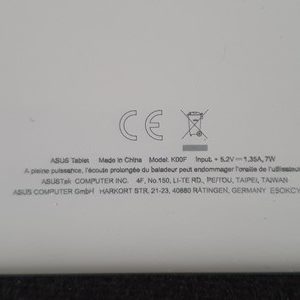 CE
ASUS Tablet Made in China Model: K00F Input: + 5.2V⎓1.35A, 7W
A pleine puissance, l'écoute prolongée du baladeur peut endommager l'oreille de l'utilisateur
ASUSTek COMPUTER INC. 4F, No.150, LI-TE RD., PEITOU, TAIPEI, TAIWAN
ASUS COMPUTER GmbH HARKORT STR. 21-23, 40880 RATINGEN, GERMANY